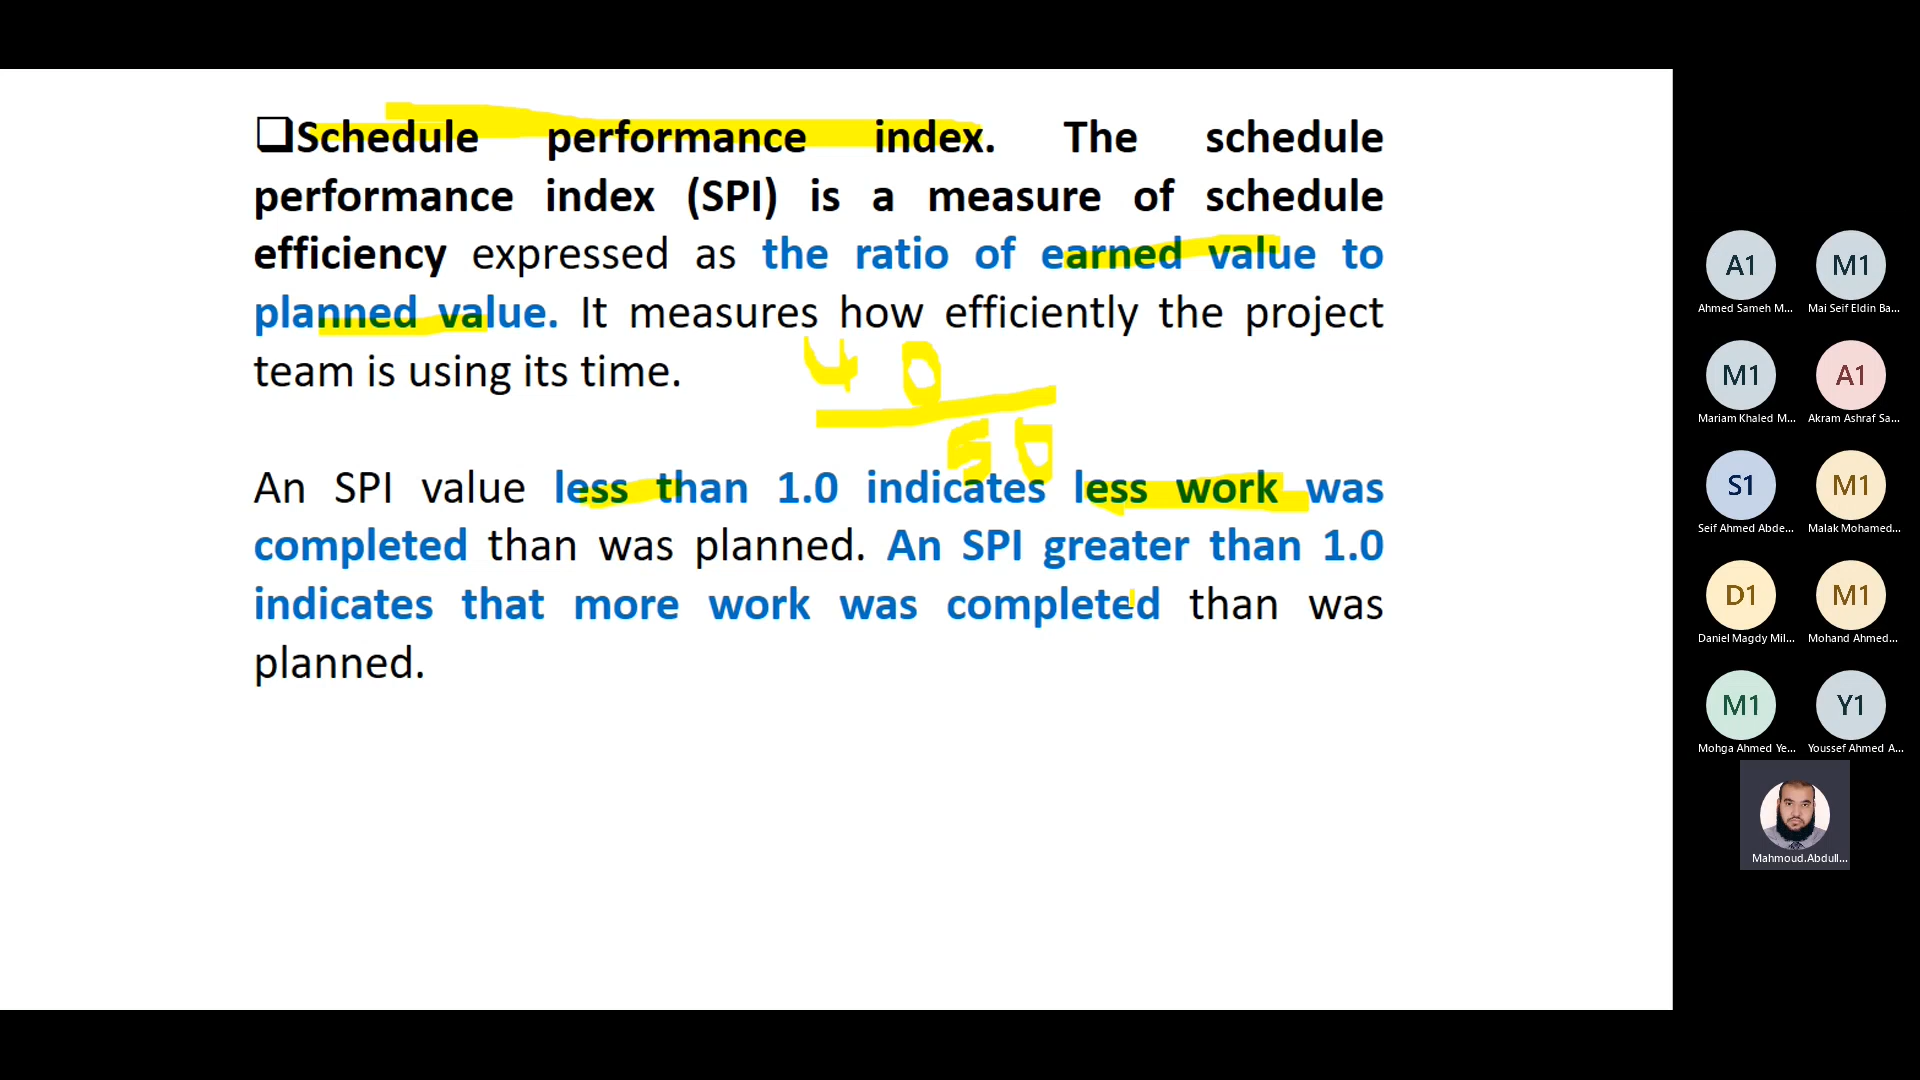 ❑Schedule performance index. The schedule
performance index (SPI) is a measure of schedule
efficiency expressed as the ratio of earned value to
planned value. It measures how efficiently the project
team is using its time.
40
50
An SPI value less than 1.0 indicates less work was
completed than was planned. An SPI greater than 1.0
indicates that more work was completed than was
planned.
A1 M1
Ahmed Sameh M... Mai Seif Eldin Ba...
M1 A1
Mariam Khaled M... Akram Ashraf Sa...
S1 M1
Seif Ahmed Abde... Malak Mohamed...
D1 M1
Daniel Magdy Mil... Mohand Ahmed...
M1 Y1
Mohga Ahmed Ye... Youssef Ahmed A...
Mahmoud.Abdull...